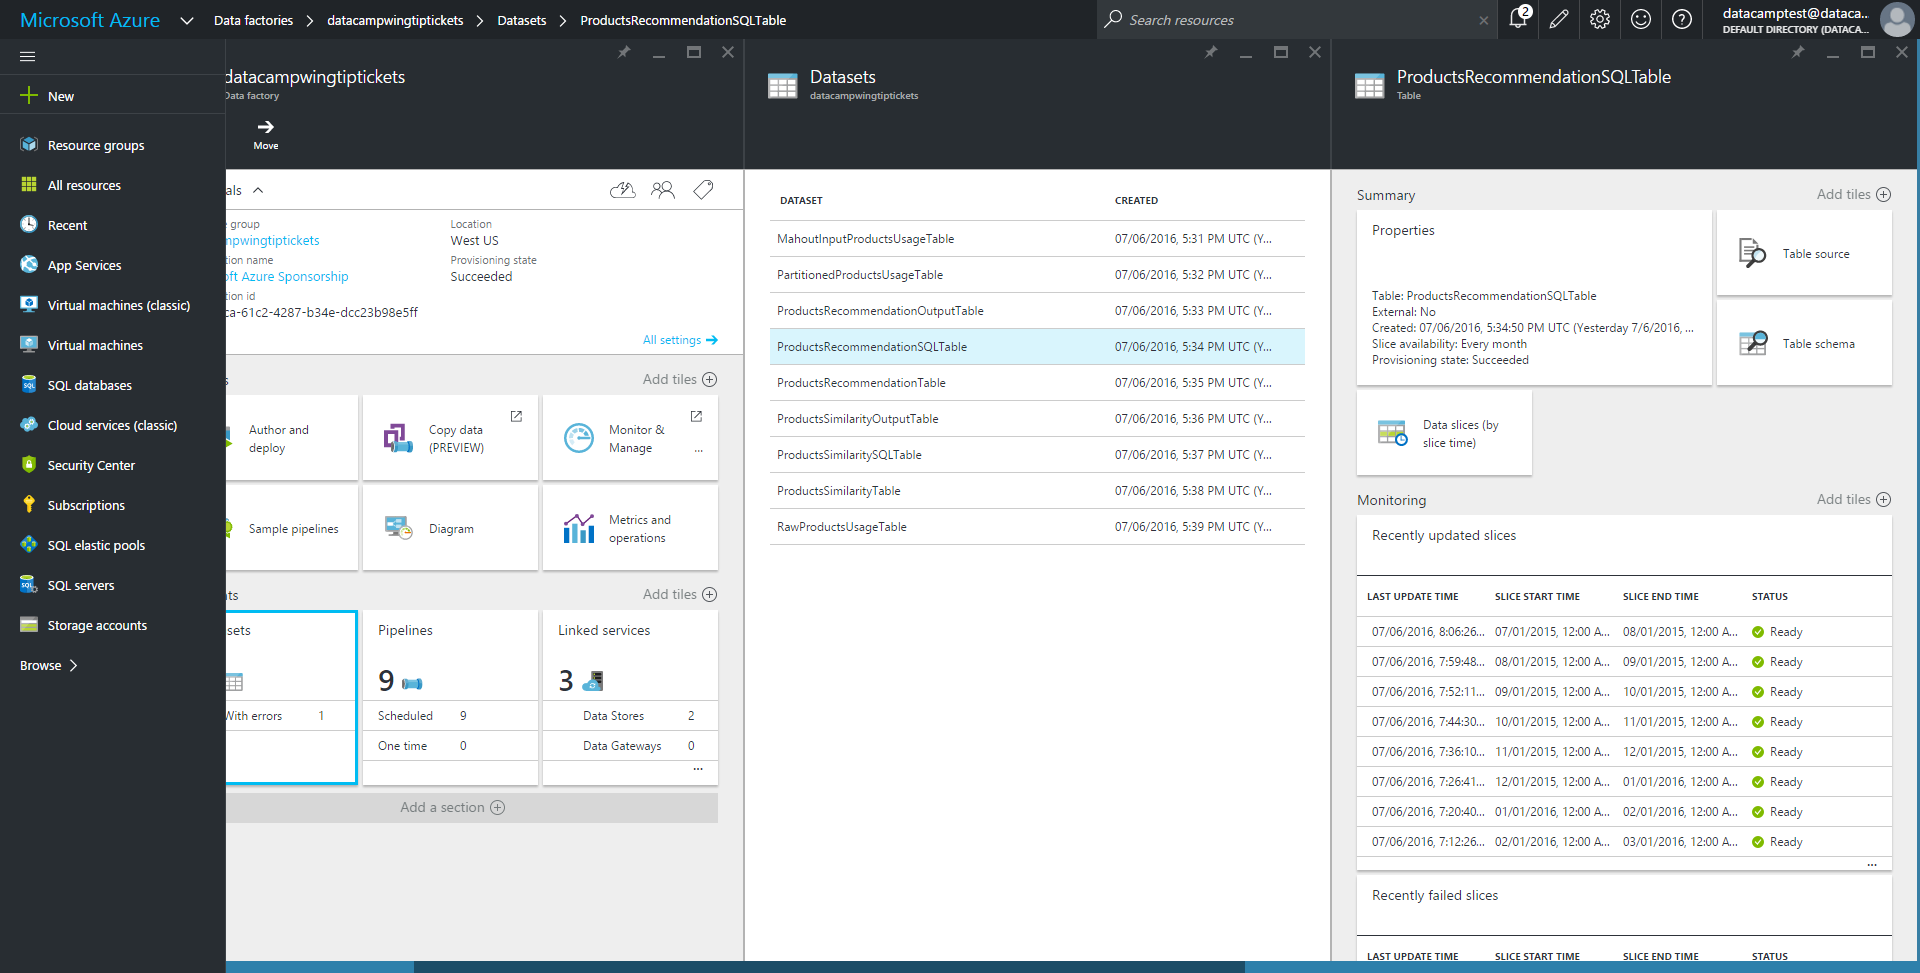 Microsoft Azure
Data factories
datacampwingtiptickets
Datasets
ProductsRecommendationSQLTable
Search resources
2
datacamptest@dataca...
DEFAULT DIRECTORY (DATACA...
New
Resource groups
All resources
Recent
App Services
Virtual machines (classic)
Virtual machines
SQL databases
Cloud services (classic)
Security Center
Subscriptions
SQL elastic pools
SQL servers
Storage accounts
Browse
datacampwingtiptickets
Data factory
Move
als
e group
Location
mpwingtiptickets
West US
tion name
Provisioning state
oft Azure Sponsorship
Succeeded
tion id
ca-61c2-4287-b34e-dcc23b98e5ff
All settings
s
Add tiles
Author and
deploy
Copy data
(PREVIEW)
Monitor &
Manage
...
Sample pipelines
Diagram
Metrics and
operations
nts
Add tiles
sets
With errors 1
Pipelines
9
Scheduled 9
One time 0
Linked services
3
Data Stores 2
Data Gateways 0
...
Add a section
Datasets
datacampwingtiptickets
DATASET CREATED
MahoutInputProductsUsageTable 07/06/2016, 5:31 PM UTC (Y...
PartitionedProductsUsageTable 07/06/2016, 5:32 PM UTC (Y...
ProductsRecommendationOutputTable 07/06/2016, 5:33 PM UTC (Y...
ProductsRecommendationSQLTable 07/06/2016, 5:34 PM UTC (Y...
ProductsRecommendationTable 07/06/2016, 5:35 PM UTC (Y...
ProductsSimilarityOutputTable 07/06/2016, 5:36 PM UTC (Y...
ProductsSimilaritySQLTable 07/06/2016, 5:37 PM UTC (Y...
ProductsSimilarityTable 07/06/2016, 5:38 PM UTC (Y...
RawProductsUsageTable 07/06/2016, 5:39 PM UTC (Y...
ProductsRecommendationSQLTable
Table
Summary
Add tiles
Properties
Table: ProductsRecommendationSQLTable
External: No
Created: 07/06/2016, 5:34:50 PM UTC (Yesterday 7/6/2016, ...
Slice availability: Every month
Provisioning state: Succeeded
Table source
Table schema
Data slices (by
slice time)
Monitoring
Add tiles
Recently updated slices
LAST UPDATE TIME SLICE START TIME SLICE END TIME STATUS
07/06/2016, 8:06:26... 07/01/2015, 12:00 A... 08/01/2015, 12:00 A... Ready
07/06/2016, 7:59:48... 08/01/2015, 12:00 A... 09/01/2015, 12:00 A... Ready
07/06/2016, 7:52:11... 09/01/2015, 12:00 A... 10/01/2015, 12:00 A... Ready
07/06/2016, 7:44:30... 10/01/2015, 12:00 A... 11/01/2015, 12:00 A... Ready
07/06/2016, 7:36:10... 11/01/2015, 12:00 A... 12/01/2015, 12:00 A... Ready
07/06/2016, 7:26:41... 12/01/2015, 12:00 A... 01/01/2016, 12:00 A... Ready
07/06/2016, 7:20:40... 01/01/2016, 12:00 A... 02/01/2016, 12:00 A... Ready
07/06/2016, 7:12:26... 02/01/2016, 12:00 A... 03/01/2016, 12:00 A... Ready
...
Recently failed slices
LAST UPDATE TIME SLICE START TIME SLICE END TIME STATUS